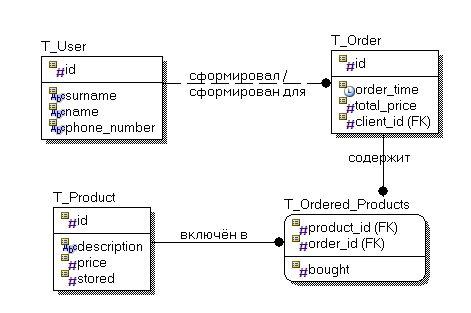 T_User
id
surname
name
phone_number
сформировал /
сформирован для
T_Order
id
order_time
total_price
client_id (FK)
содержит
T_Product
id
description
price
stored
включён в
T_Ordered_Products
product_id (FK)
order_id (FK)
bought